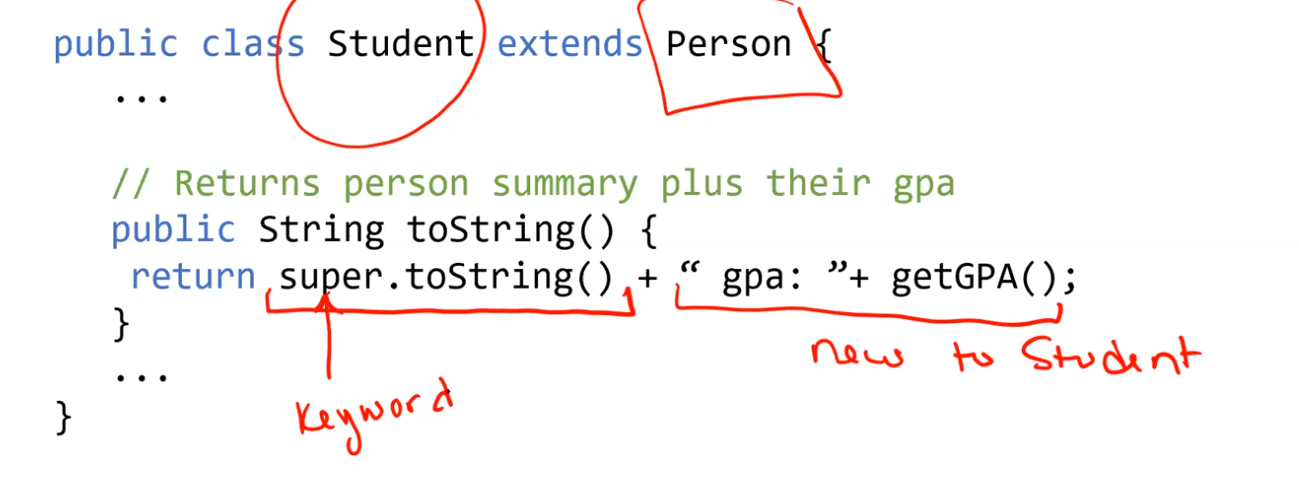 public class Student extends Person {
...
// Returns person summary plus their gpa
public String toString() {
return super.toString() + “ gpa: ”+ getGPA();
}
new to Student
...
Keyword
}